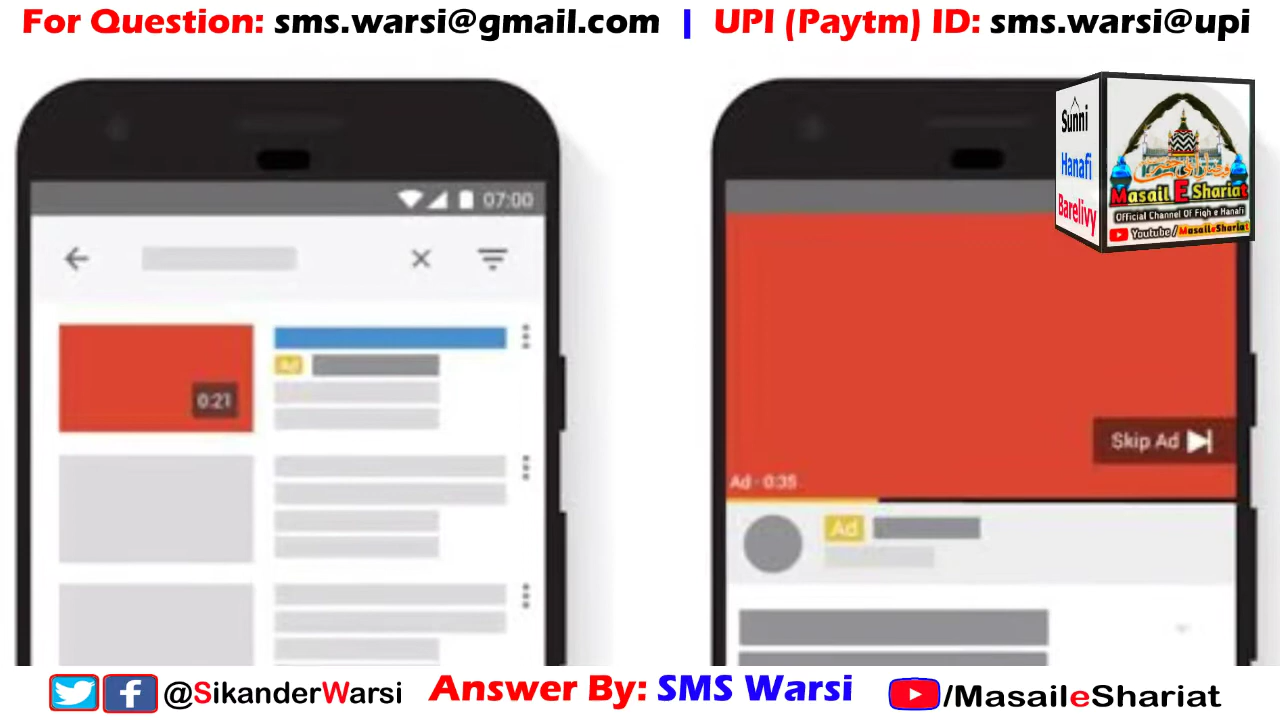 For Question: sms.warsi@gmail.com | UPI (Paytm) ID: sms.warsi@upi
07:00
Sunni
Hanafi
Barelivy
Masail E Shariat
Official Channel Of Fiqh e Hanafi
Youtube/MasaileShariat
Ad
0:21
Skip Ad
Ad · 0:35
Ad
@SikanderWarsi
Answer By: SMS Warsi
/MasaileShariat